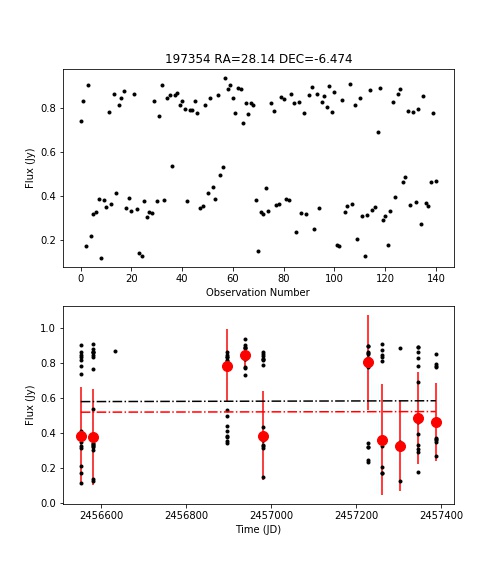 197354 RA=28.14 DEC=-6.474
Flux (Jy)
0.8
0.6
0.4
0.2
0 20 40 60 80 100 120 140
Observation Number
Flux (Jy)
1.0
0.8
0.6
0.4
0.2
0.0
2456600 2456800 2457000 2457200 2457400
Time (JD)